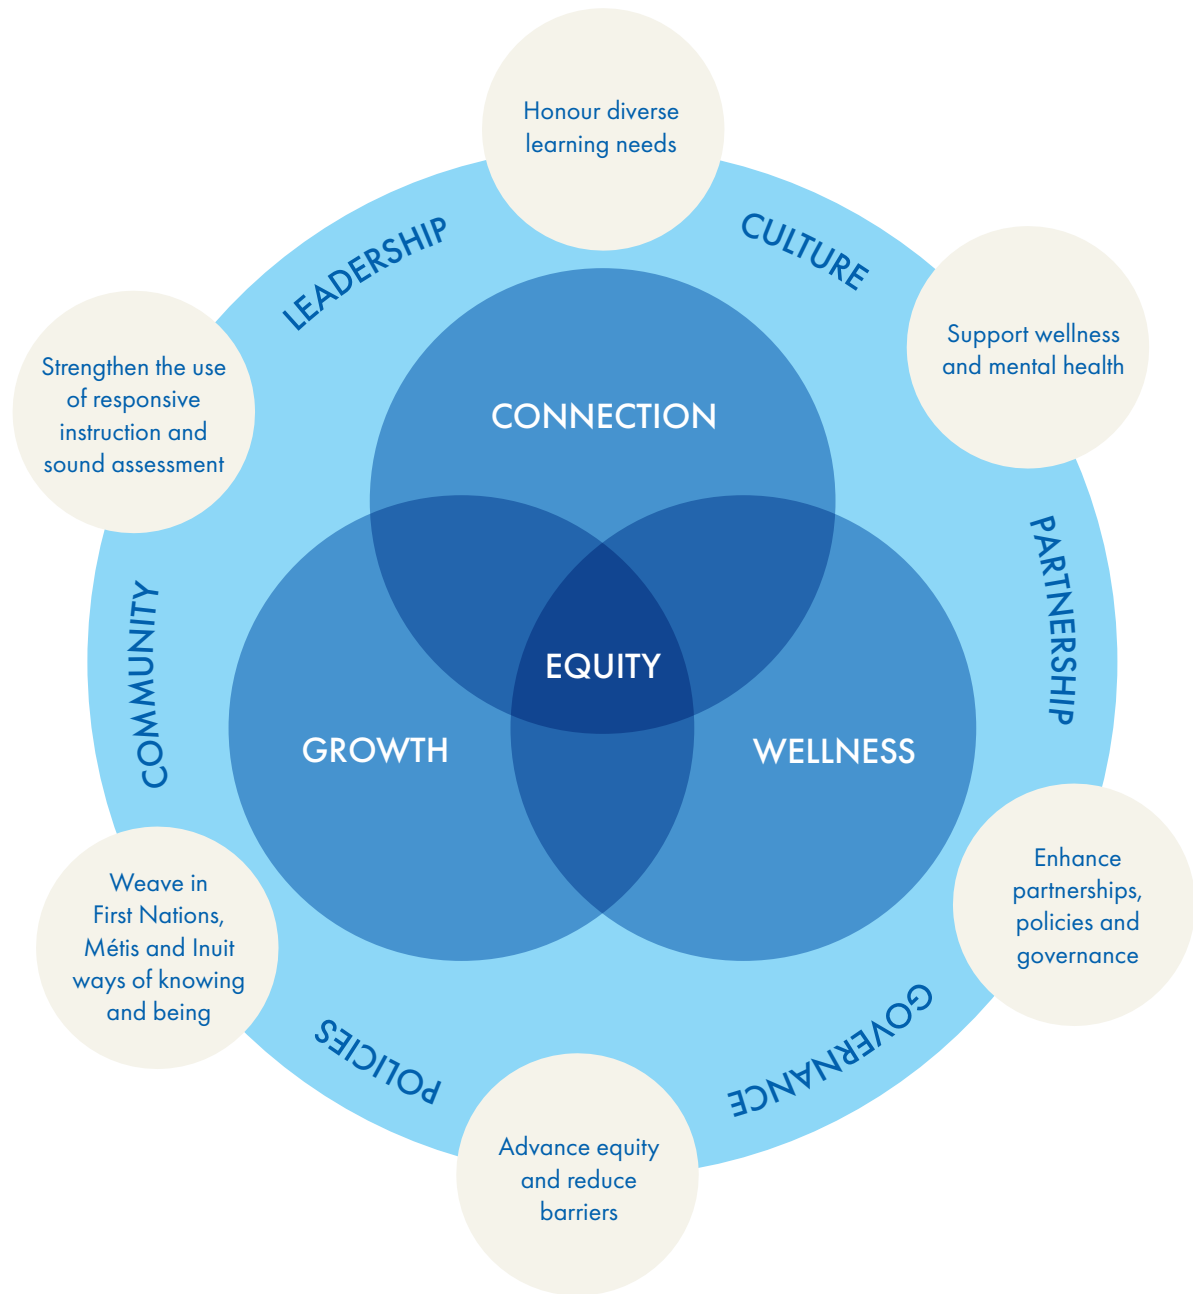 Honour diverse
learning needs
LEADERSHIP
CULTURE
Support wellness
and mental health
Strengthen the use
of responsive
instruction and
sound assessment
CONNECTION
PARTNERSHIP
COMMUNITY
EQUITY
GROWTH
WELLNESS
Enhance
partnerships,
policies and
governance
Weave in
First Nations,
Métis and Inuit
ways of knowing
and being
POLICIES
GOVERNANCE
Advance equity
and reduce
barriers